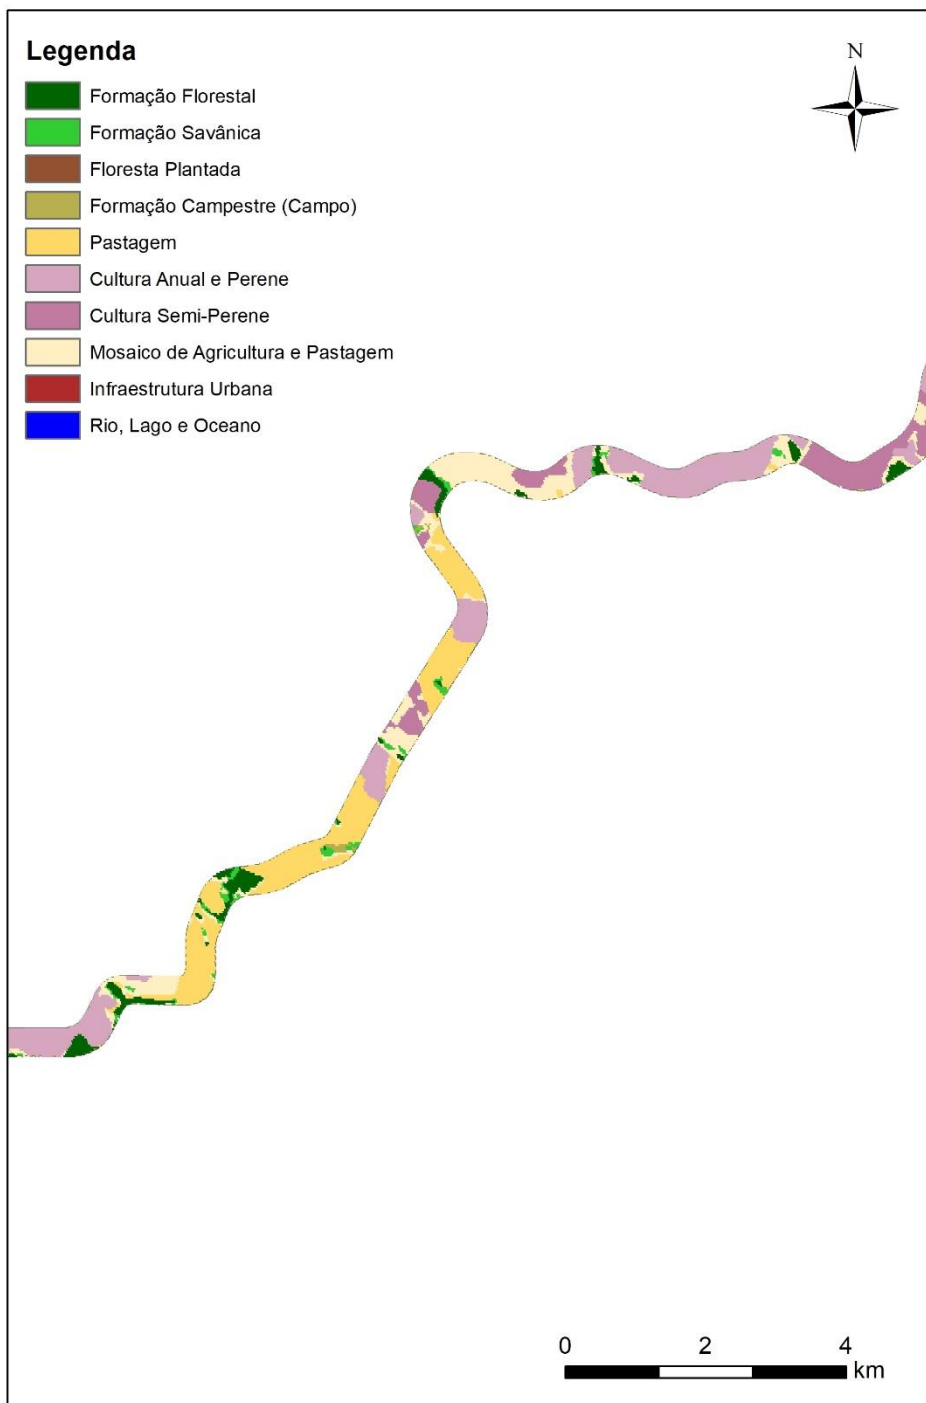 Legenda
N
Formação Florestal
Formação Savânica
Floresta Plantada
Formação Campestre (Campo)
Pastagem
Cultura Anual e Perene
Cultura Semi-Perene
Mosaico de Agricultura e Pastagem
Infraestrutura Urbana
Rio, Lago e Oceano
0 2 4
km